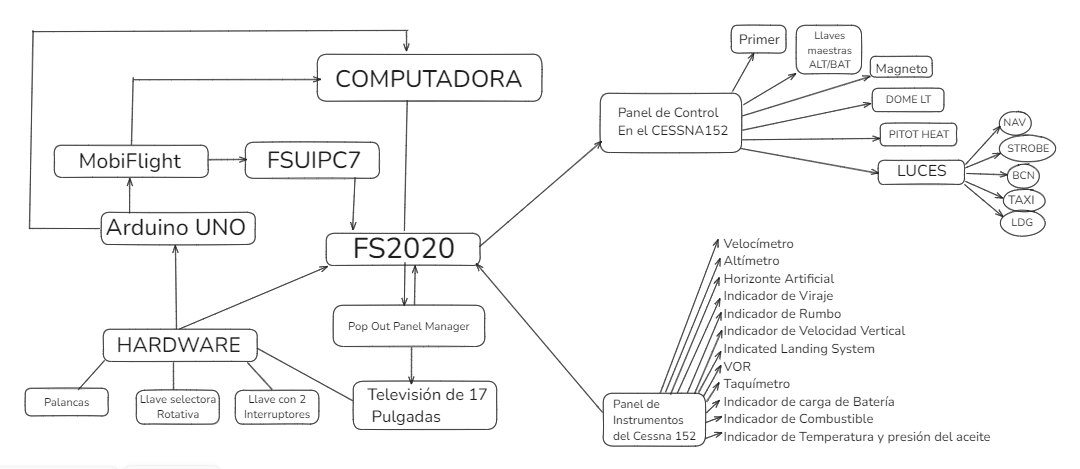 COMPUTADORA
MobiFlight
FSUIPC7
Arduino UNO
FS2020
Pop Out Panel Manager
HARDWARE
Palancas
Llave selectora
Rotativa
Llave con 2
Interruptores
Televisión de 17
Pulgadas
Panel de Control
En el CESSNA152
Primer
Llaves
maestras
ALT/BAT
Magneto
DOME LT
PITOT HEAT
LUCES
NAV
STROBE
BCN
TAXI
LDG
Velocímetro
Altímetro
Horizonte Artificial
Indicador de Viraje
Indicador de Rumbo
Indicador de Velocidad Vertical
Indicated Landing System
VOR
Taquímetro
Indicador de carga de Batería
Indicador de Combustible
Indicador de Temperatura y presión del aceite
Panel de
Instrumentos
del Cessna 152